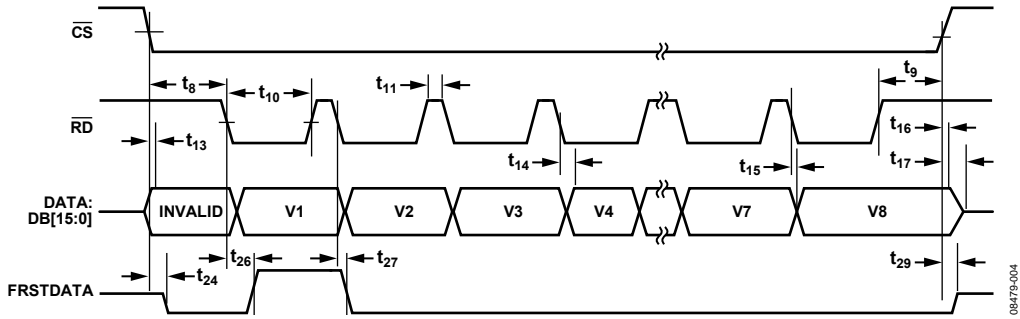 CS
t8
t10
t11
t9
RD
t13
t14
t15
t16
t17
DATA:
DB[15:0]
INVALID
V1
V2
V3
V4
V7
V8
t24
t26
t27
t29
FRSTDATA
08479-004